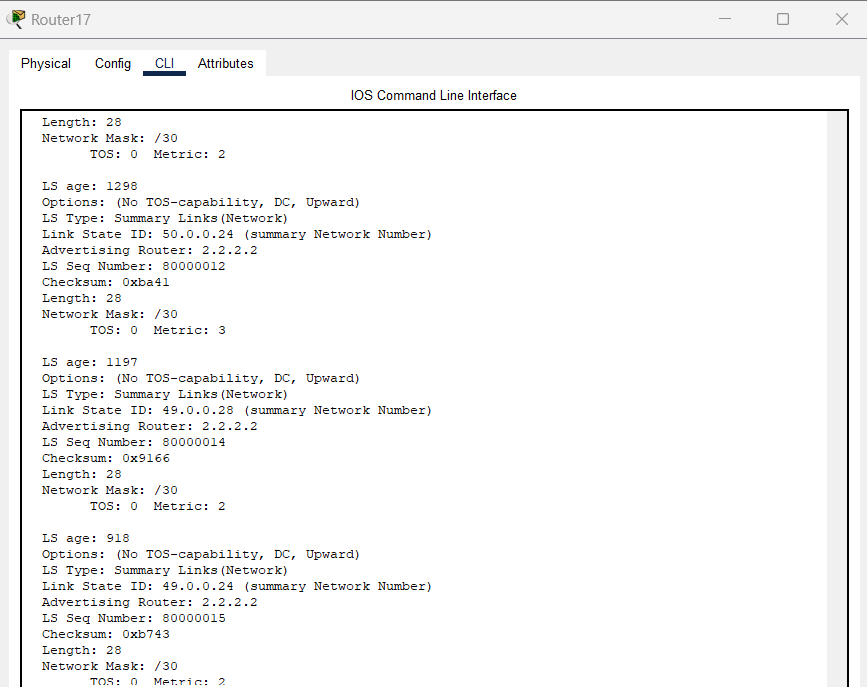 Router17
Physical Config CLI Attributes
IOS Command Line Interface
Length: 28
Network Mask: /30
TOS: 0 Metric: 2
LS age: 1298
Options: (No TOS-capability, DC, Upward)
LS Type: Summary Links(Network)
Link State ID: 50.0.0.24 (summary Network Number)
Advertising Router: 2.2.2.2
LS Seq Number: 80000012
Checksum: 0xba41
Length: 28
Network Mask: /30
TOS: 0 Metric: 3
LS age: 1197
Options: (No TOS-capability, DC, Upward)
LS Type: Summary Links(Network)
Link State ID: 49.0.0.28 (summary Network Number)
Advertising Router: 2.2.2.2
LS Seq Number: 80000014
Checksum: 0x9166
Length: 28
Network Mask: /30
TOS: 0 Metric: 2
LS age: 918
Options: (No TOS-capability, DC, Upward)
LS Type: Summary Links(Network)
Link State ID: 49.0.0.24 (summary Network Number)
Advertising Router: 2.2.2.2
LS Seq Number: 80000015
Checksum: 0xb743
Length: 28
Network Mask: /30
TOS: 0 Metric: 2